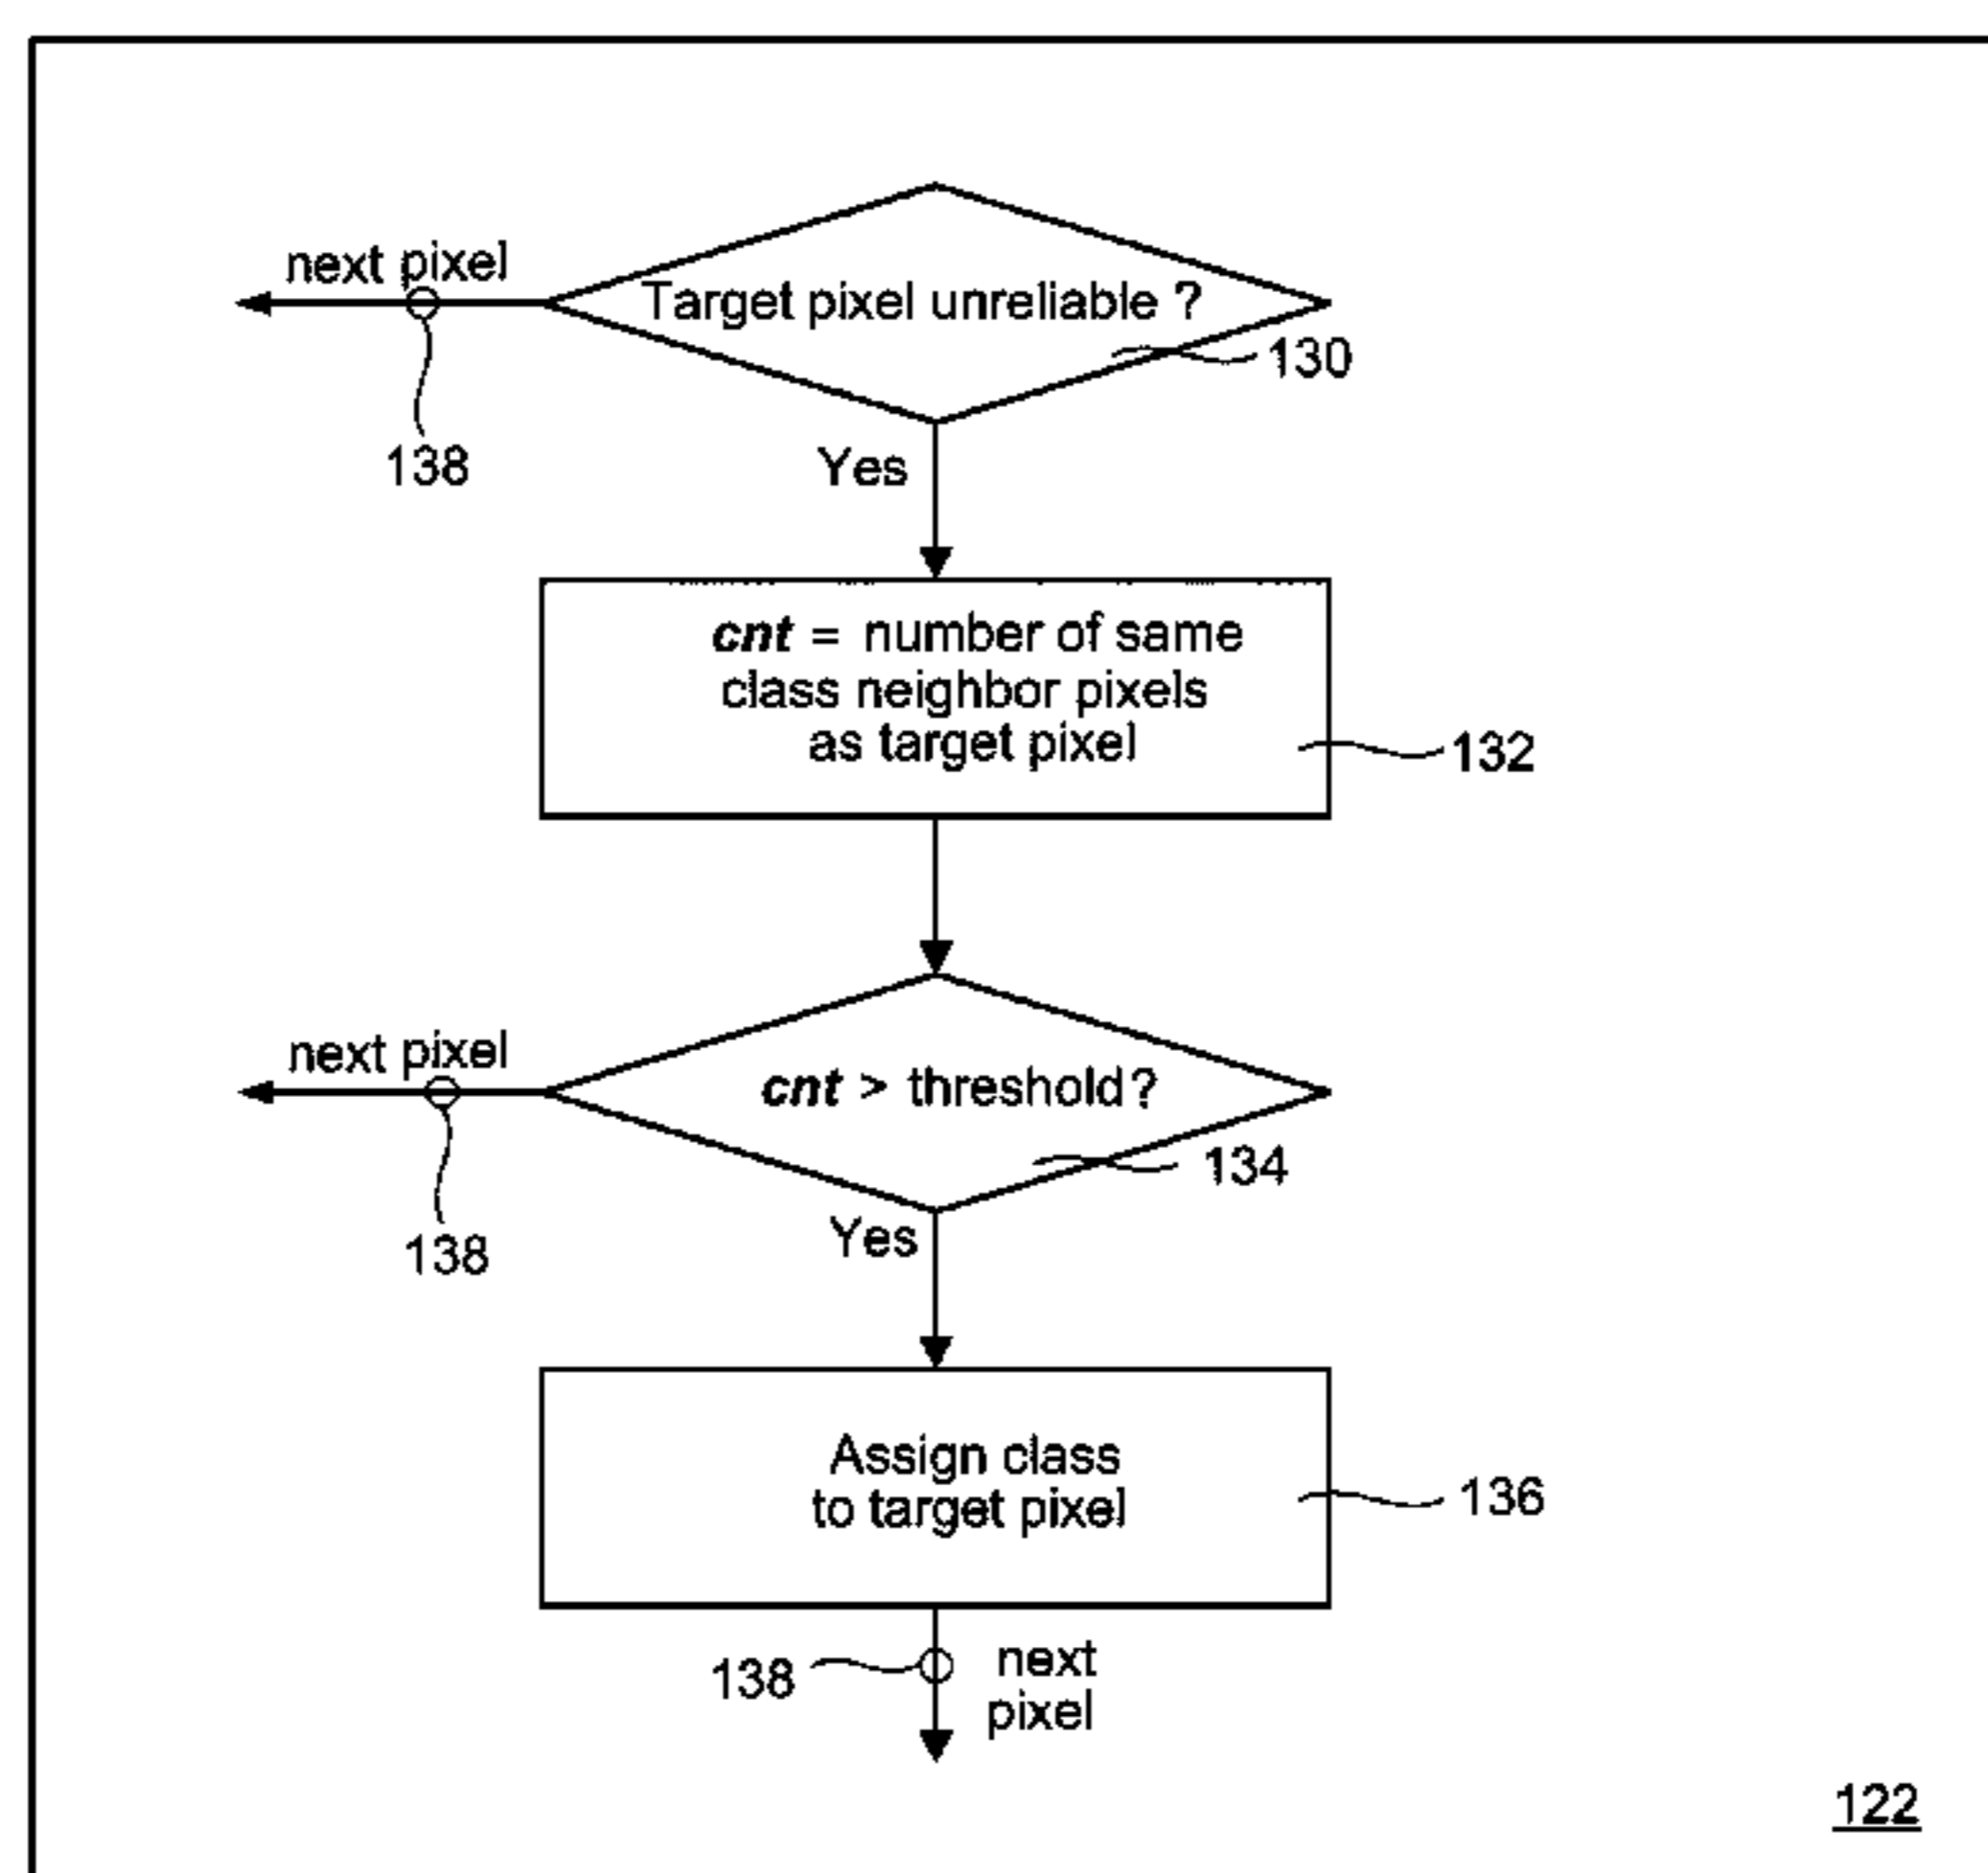 next pixel
Target pixel unreliable ?
130
138
Yes
cnt = number of same
class neighbor pixels
as target pixel
132
next pixel
cnt > threshold?
134
138
Yes
Assign class
to target pixel
136
138
next
pixel
122